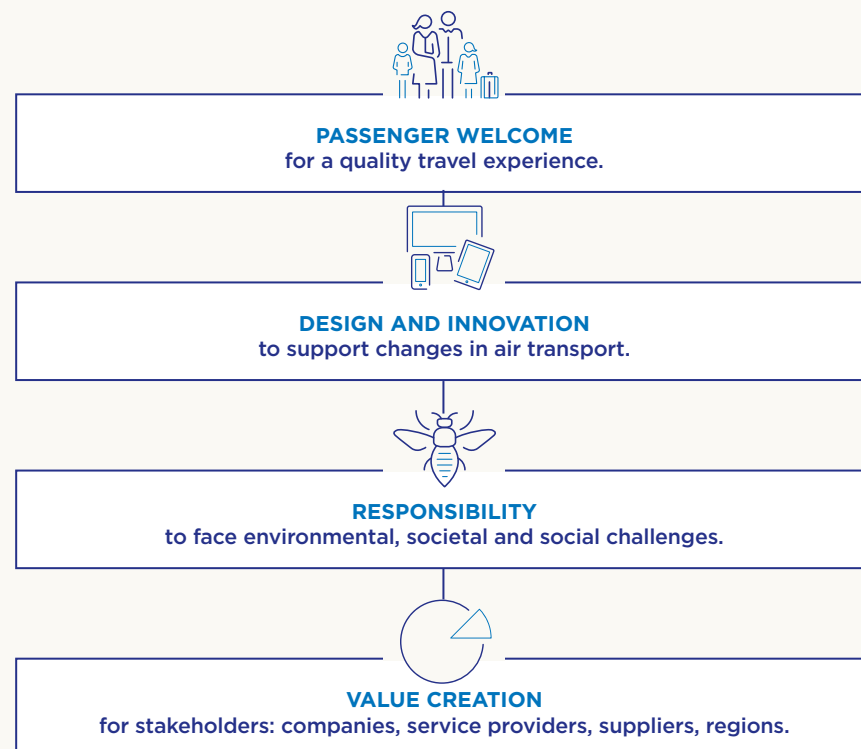 PASSENGER WELCOME
for a quality travel experience.
DESIGN AND INNOVATION
to support changes in air transport.
RESPONSIBILITY
to face environmental, societal and social challenges.
VALUE CREATION
for stakeholders: companies, service providers, suppliers, regions.